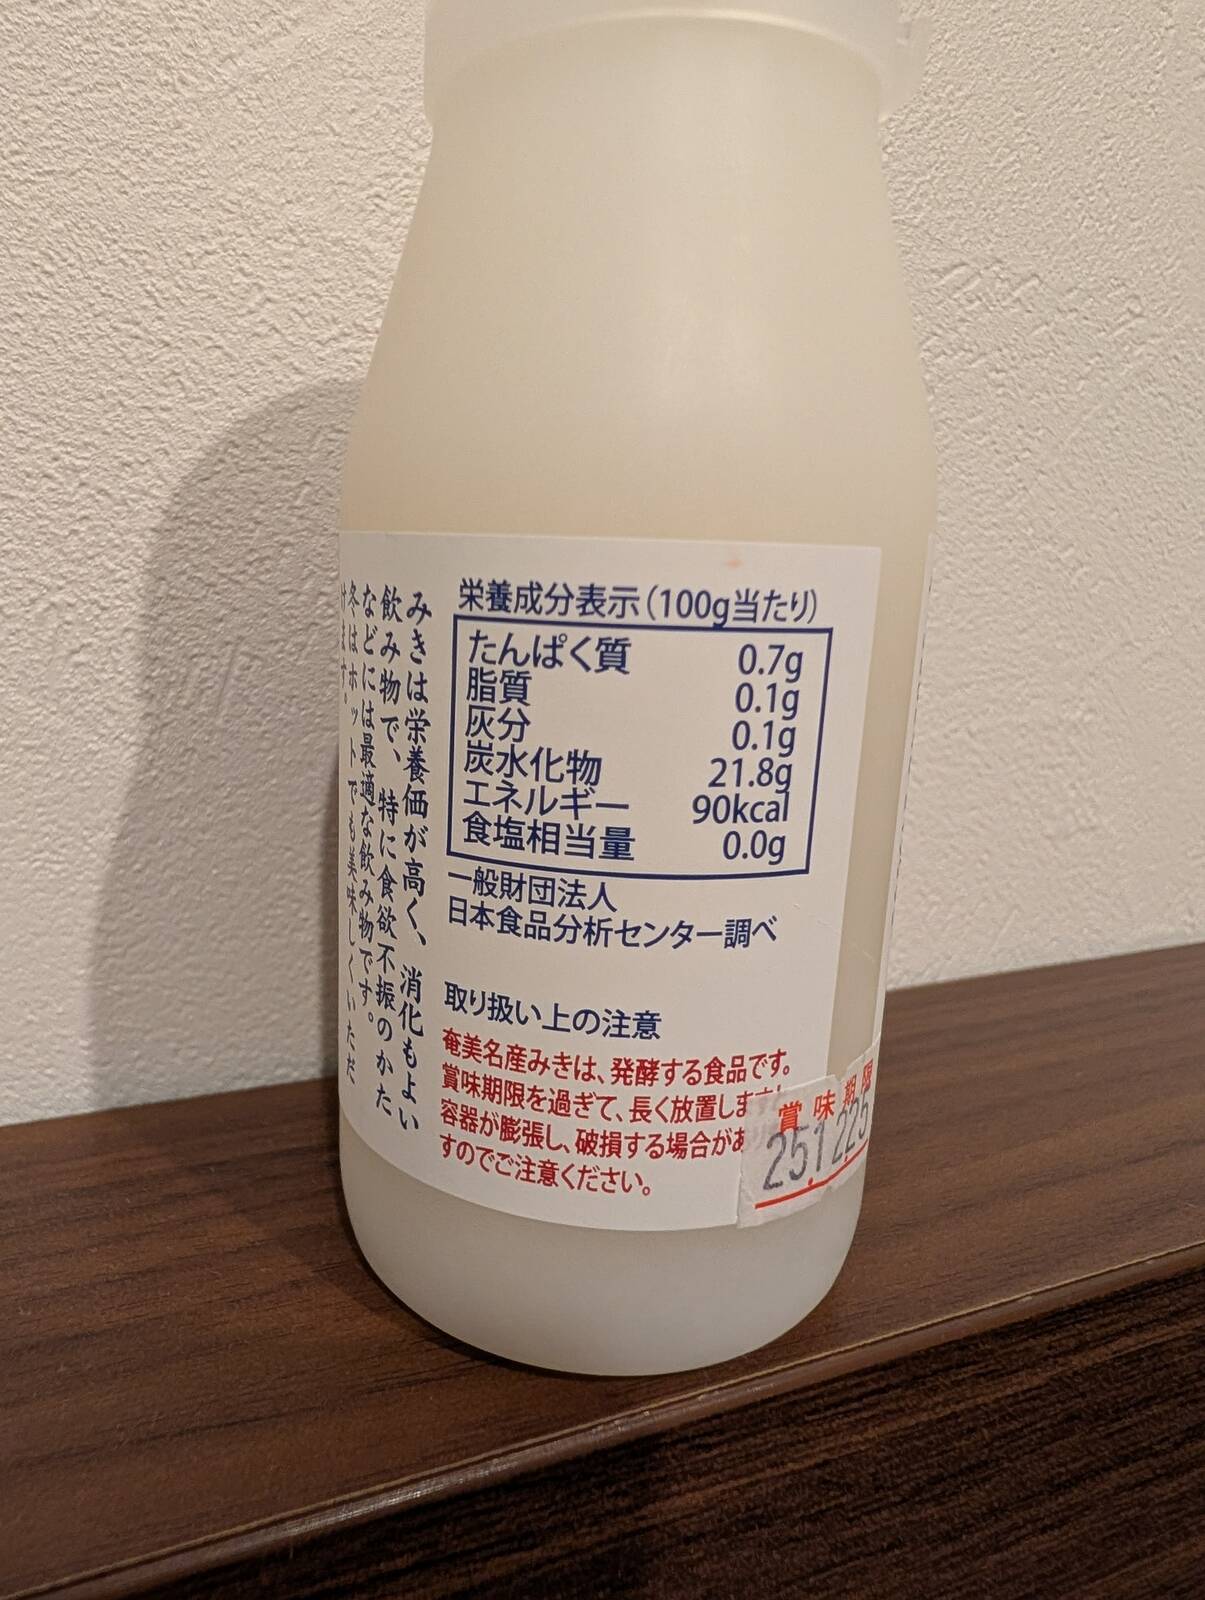 みきは栄養価が高く、消化もよい
飲み物で、特に食欲不振のかた
などには最適な飲み物です。
冬はホットでも美味しくいただ
けます。
栄養成分表示(100g当たり)
たんぱく質 0.7g
脂質 0.1g
灰分 0.1g
炭水化物 21.8g
エネルギー 90kcal
食塩相当量 0.0g
一般財団法人
日本食品分析センター調べ
取り扱い上の注意
奄美名産みきは、発酵する食品です。
賞味期限を過ぎて、長く放置します
容器が膨張し、破損する場合があ
すのでご注意ください。
賞味期限
251225